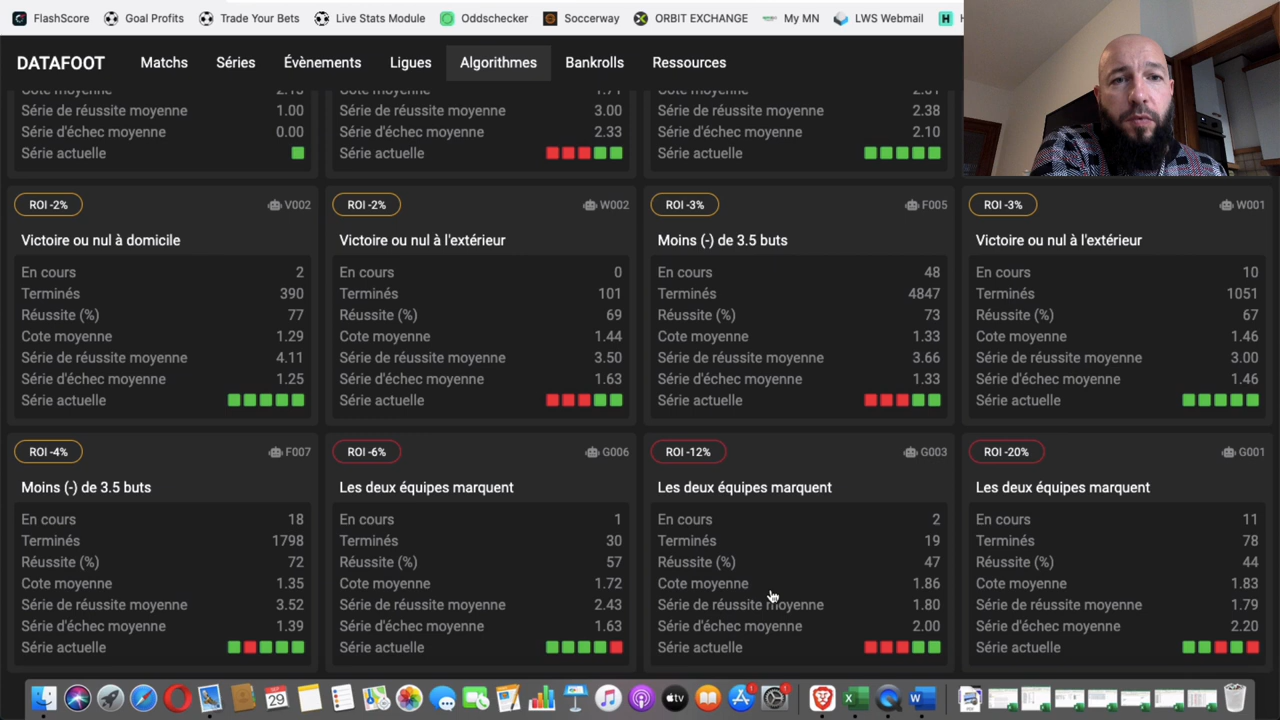 FlashScore Goal Profits Trade Your Bets Live Stats Module Oddschecker Soccerway ORBIT EXCHANGE My MN LWS Webmail
DATAFOOT Matchs Séries Évènements Ligues Algorithmes Bankrolls Ressources
Série de réussite moyenne 1.00
Série d'échec moyenne 0.00
Série actuelle
Série de réussite moyenne 3.00
Série d'échec moyenne 2.33
Série actuelle
Série de réussite moyenne 2.38
Série d'échec moyenne 2.10
Série actuelle
ROI -2% V002
Victoire ou nul à domicile
En cours 2
Terminés 390
Réussite (%) 77
Cote moyenne 1.29
Série de réussite moyenne 4.11
Série d'échec moyenne 1.25
Série actuelle
ROI -2% W002
Victoire ou nul à l'extérieur
En cours 0
Terminés 101
Réussite (%) 69
Cote moyenne 1.44
Série de réussite moyenne 3.50
Série d'échec moyenne 1.63
Série actuelle
ROI -3% F005
Moins (-) de 3.5 buts
En cours 48
Terminés 4847
Réussite (%) 73
Cote moyenne 1.33
Série de réussite moyenne 3.66
Série d'échec moyenne 1.33
Série actuelle
ROI -3% W001
Victoire ou nul à l'extérieur
En cours 10
Terminés 1051
Réussite (%) 67
Cote moyenne 1.46
Série de réussite moyenne 3.00
Série d'échec moyenne 1.46
Série actuelle
ROI -4% F007
Moins (-) de 3.5 buts
En cours 18
Terminés 1798
Réussite (%) 72
Cote moyenne 1.35
Série de réussite moyenne 3.52
Série d'échec moyenne 1.39
Série actuelle
ROI -6% G006
Les deux équipes marquent
En cours 1
Terminés 30
Réussite (%) 57
Cote moyenne 1.72
Série de réussite moyenne 2.43
Série d'échec moyenne 1.63
Série actuelle
ROI -12% G003
Les deux équipes marquent
En cours 2
Terminés 19
Réussite (%) 47
Cote moyenne 1.86
Série de réussite moyenne 1.80
Série d'échec moyenne 2.00
Série actuelle
ROI -20% G001
Les deux équipes marquent
En cours 11
Terminés 78
Réussite (%) 44
Cote moyenne 1.83
Série de réussite moyenne 1.79
Série d'échec moyenne 2.20
Série actuelle
29
tv